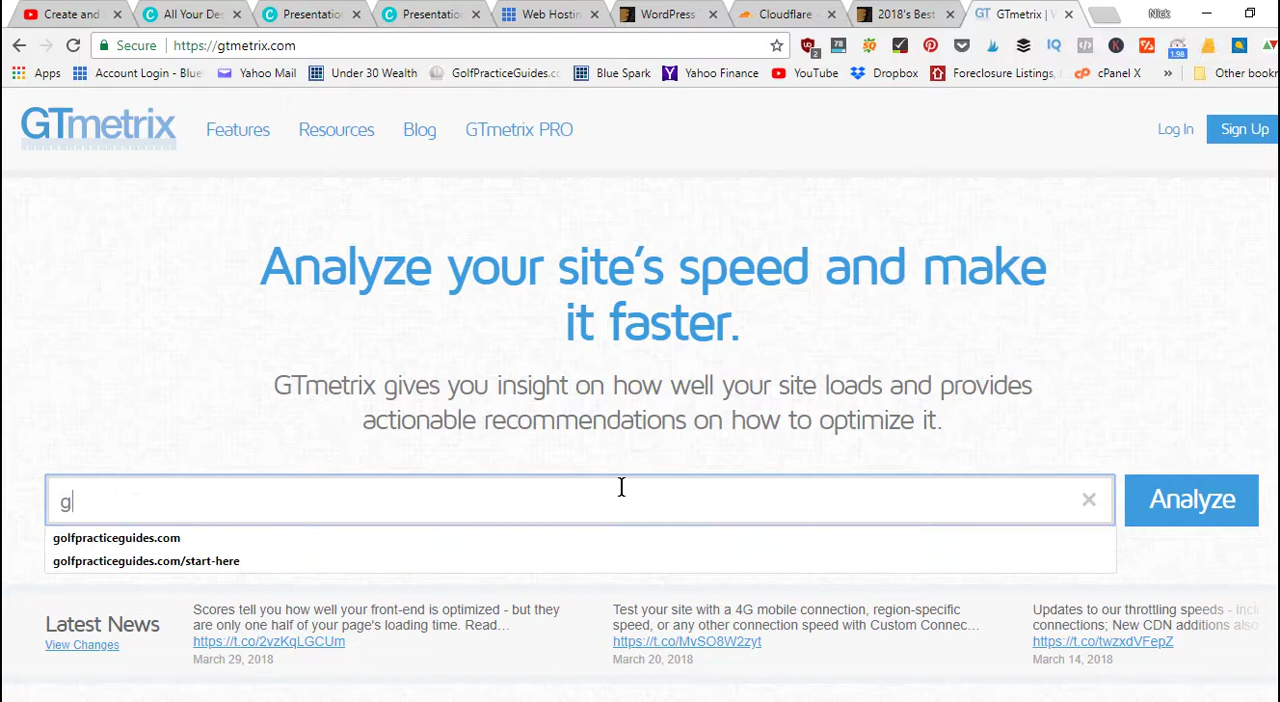 Create and
All Your Des
Presentation
Presentatio
Web Hostin
WordPress
Cloudflare
2018's Best
GTmetrix | V
Nick
Secure
https://gtmetrix.com
2
78
IQ
1.98
Apps
Account Login - Blue
Yahoo Mail
Under 30 Wealth
GolfPracticeGuides.co
Blue Spark
Yahoo Finance
YouTube
Dropbox
Foreclosure Listings,
cPanel X
»
Other bookm
GTmetrix
Features
Resources
Blog
GTmetrix PRO
Log In
Sign Up
Analyze your site's speed and make
it faster.
GTmetrix gives you insight on how well your site loads and provides
actionable recommendations on how to optimize it.
g
Analyze
golfpracticeguides.com
golfpracticeguides.com/start-here
Latest News
View Changes
Scores tell you how well your front-end is optimized - but they
are only one half of your page's loading time. Read...
https://t.co/2vzKqLGCUm
March 29, 2018
Test your site with a 4G mobile connection, region-specific
speed, or any other connection speed with Custom Connec...
https://t.co/MvSO8W2zyt
March 20, 2018
Updates to our throttling speeds - inc
connections; New CDN additions also
https://t.co/twzxdVFepZ
March 14, 2018